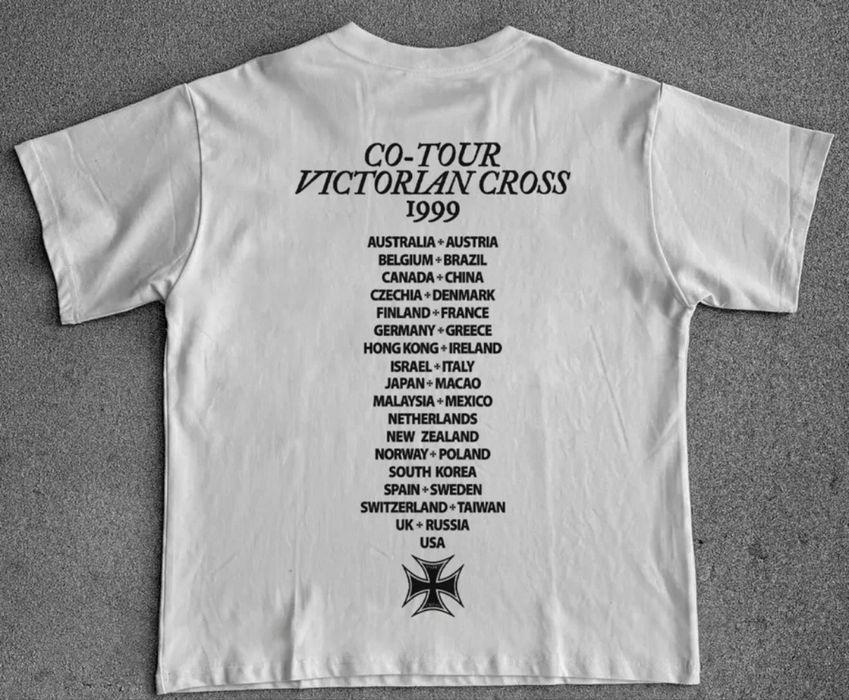 CO-TOUR
VICTORIAN CROSS
1999
AUSTRALIA + AUSTRIA
BELGIUM + BRAZIL
CANADA + CHINA
CZECHIA + DENMARK
FINLAND + FRANCE
GERMANY + GREECE
HONG KONG + IRELAND
ISRAEL + ITALY
JAPAN + MACAO
MALAYSIA + MEXICO
NETHERLANDS
NEW ZEALAND
NORWAY + POLAND
SOUTH KOREA
SPAIN + SWEDEN
SWITZERLAND + TAIWAN
UK + RUSSIA
USA